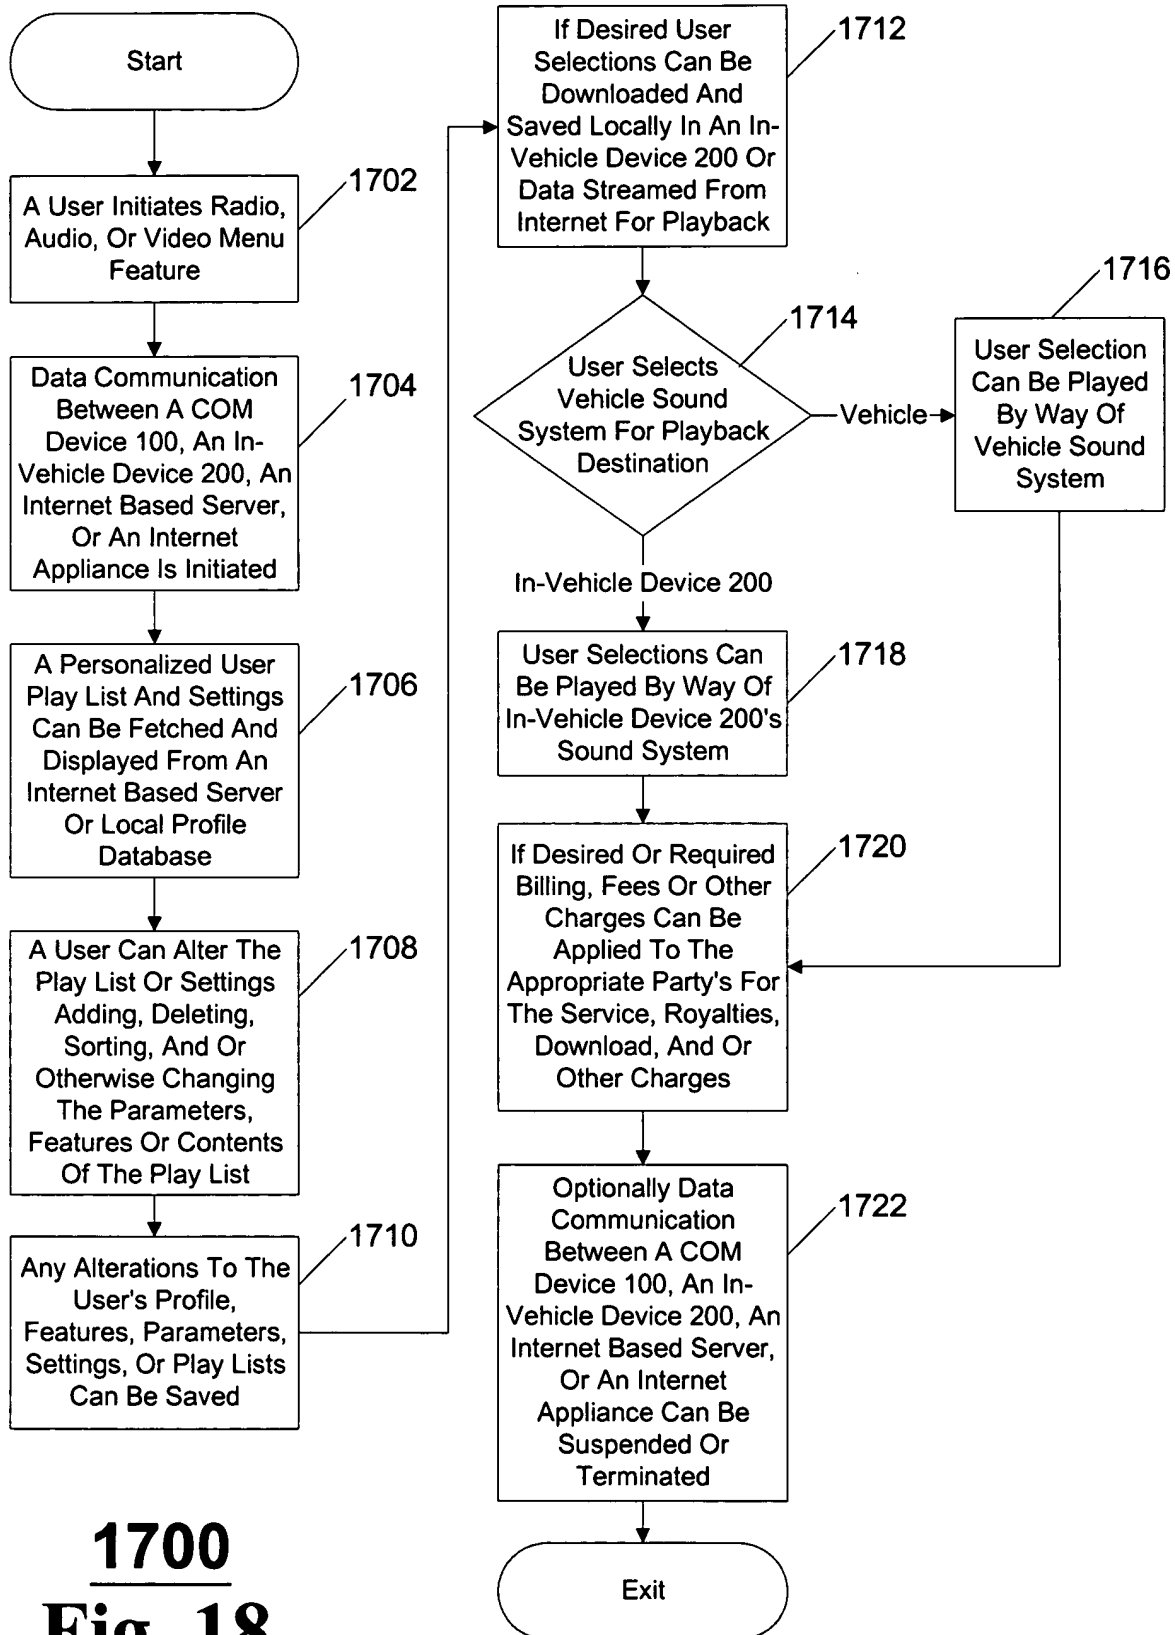 Start
1702
A User Initiates Radio,
Audio, Or Video Menu
Feature
1704
Data Communication
Between A COM
Device 100, An In-
Vehicle Device 200, An
Internet Based Server,
Or An Internet
Appliance Is Initiated
1706
A Personalized User
Play List And Settings
Can Be Fetched And
Displayed From An
Internet Based Server
Or Local Profile
Database
1708
A User Can Alter The
Play List Or Settings
Adding, Deleting,
Sorting, And Or
Otherwise Changing
The Parameters,
Features Or Contents
Of The Play List
1710
Any Alterations To The
User's Profile,
Features, Parameters,
Settings, Or Play Lists
Can Be Saved
1712
If Desired User
Selections Can Be
Downloaded And
Saved Locally In An In-
Vehicle Device 200 Or
Data Streamed From
Internet For Playback
1714
User Selects
Vehicle Sound
System For Playback
Destination
Vehicle
1716
User Selection
Can Be Played
By Way Of
Vehicle Sound
System
In-Vehicle Device 200
1718
User Selections Can
Be Played By Way Of
In-Vehicle Device 200's
Sound System
1720
If Desired Or Required
Billing, Fees Or Other
Charges Can Be
Applied To The
Appropriate Party's For
The Service, Royalties,
Download, And Or
Other Charges
1722
Optionally Data
Communication
Between A COM
Device 100, An In-
Vehicle Device 200, An
Internet Based Server,
Or An Internet
Appliance Can Be
Suspended Or
Terminated
Exit
1700
Fig. 18